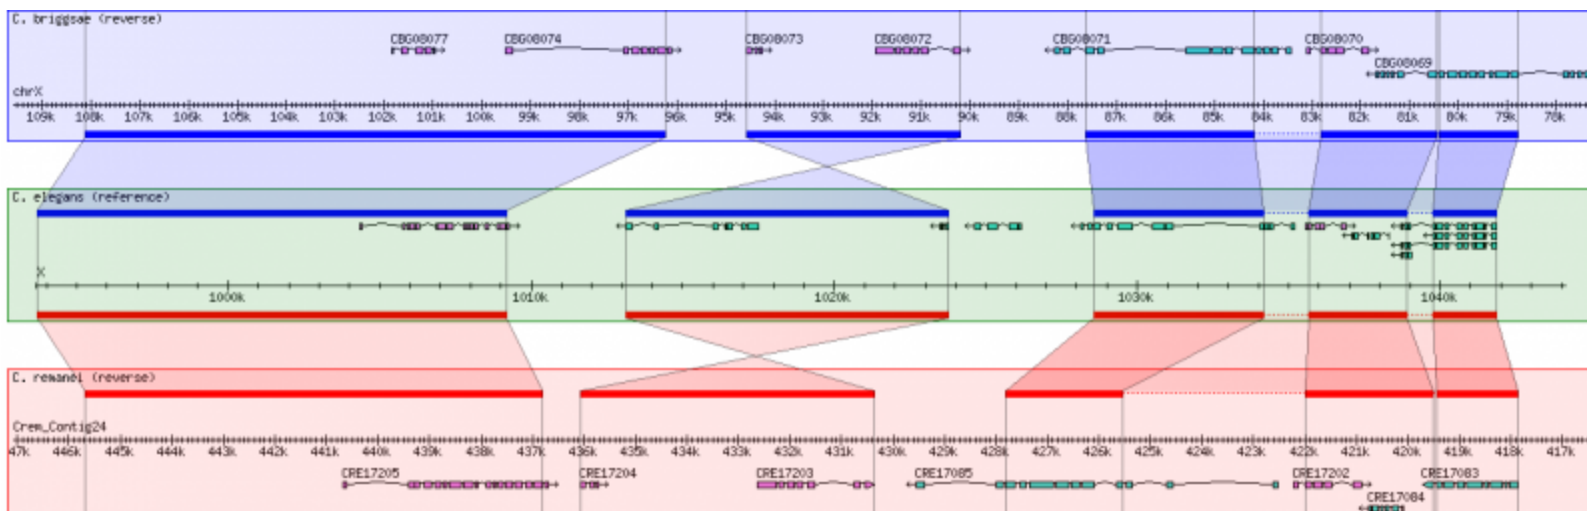 C. briggsae (reverse)
CBG08077 CBG08074 CBG08073 CBG08072 CBG08071 CBG08070
CBG08069
chrX
109k 108k 107k 106k 105k 104k 103k 102k 101k 100k 99k 98k 97k 96k 95k 94k 93k 92k 91k 90k 89k 88k 87k 86k 85k 84k 83k 82k 81k 80k 79k 78k
C. elegans (reference)
X
1000k 1010k 1020k 1030k 1040k
C. remanei (reverse)
Crem_Contig24
47k 446k 445k 444k 443k 442k 441k 440k 439k 438k 437k 436k 435k 434k 433k 432k 431k 430k 429k 428k 427k 426k 425k 424k 423k 422k 421k 420k 419k 418k 417k
CRE17205 CRE17204 CRE17203 CRE17085 CRE17202 CRE17083
CRE17084